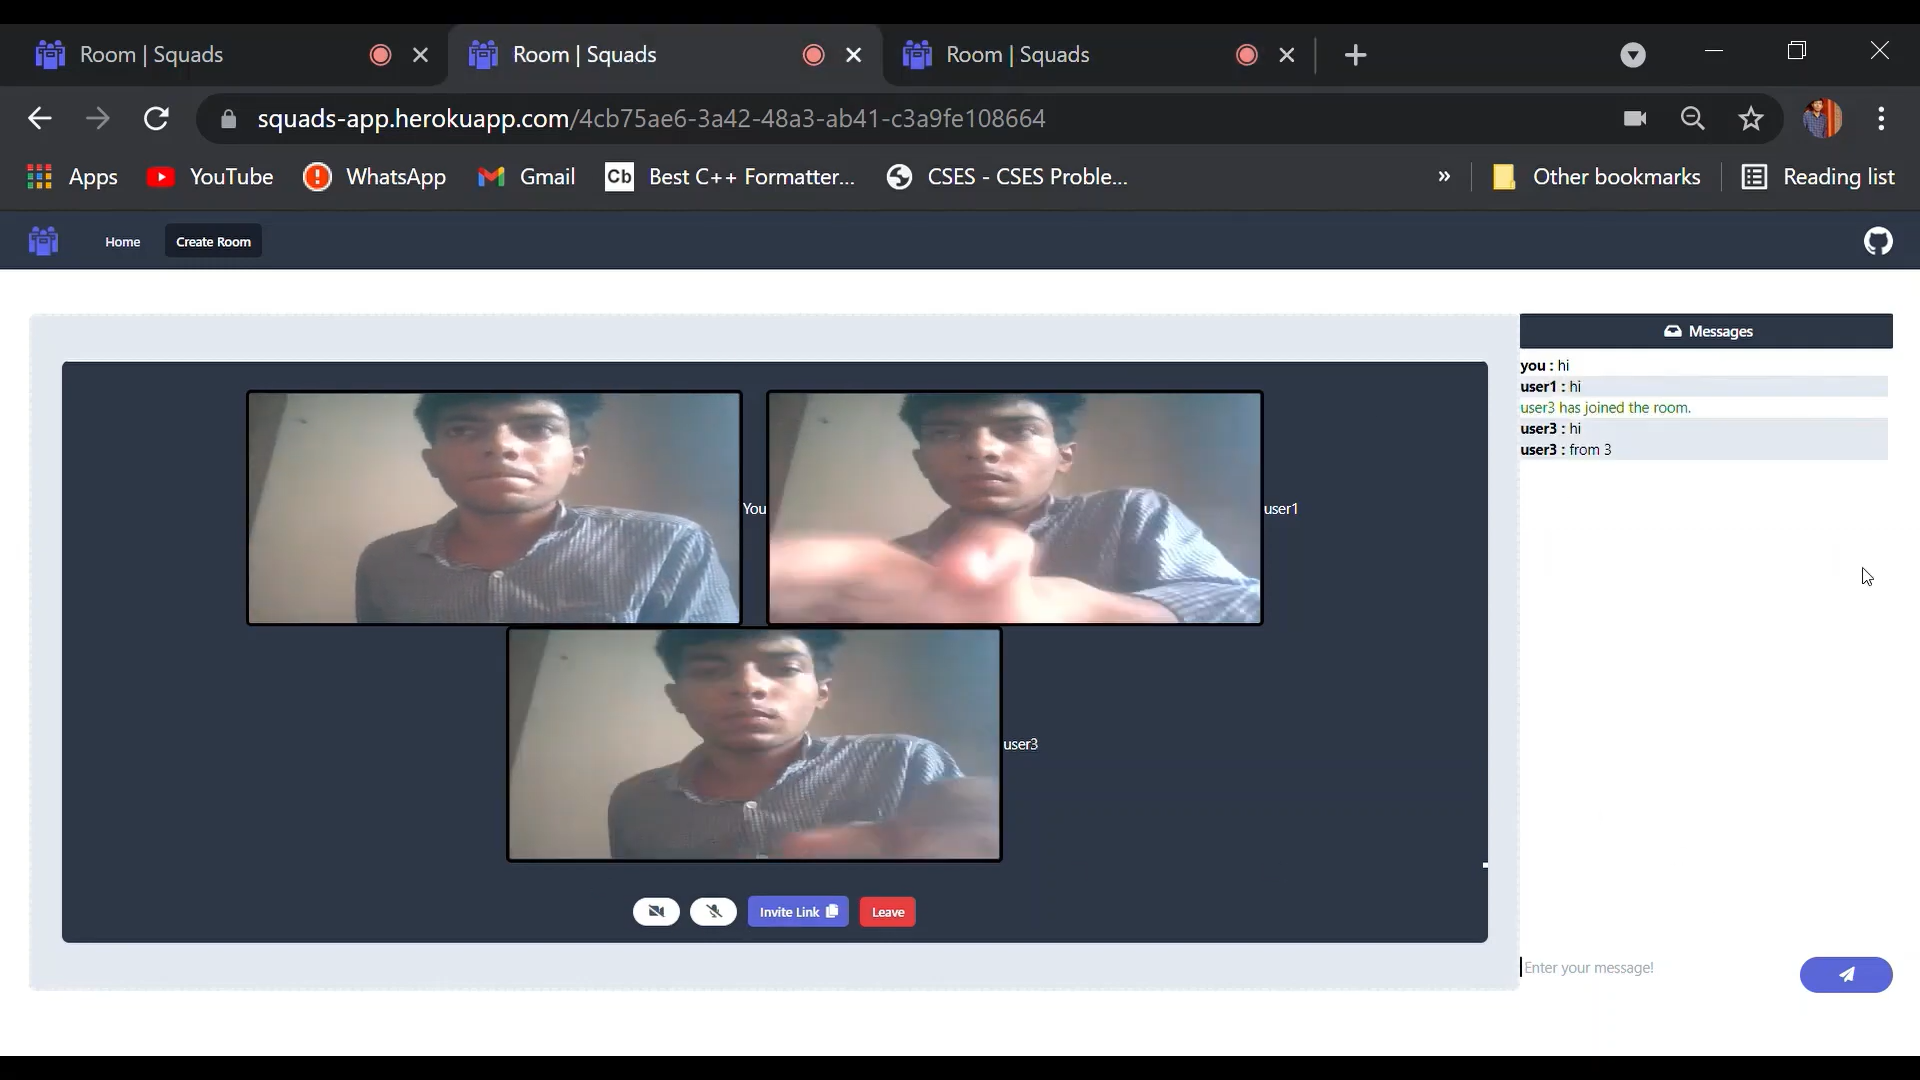 Room | Squads
Room | Squads
Room | Squads
squads-app.herokuapp.com/4cb75ae6-3a42-48a3-ab41-c3a9fe108664
Apps YouTube WhatsApp Gmail Cb Best C++ Formatter... CSES - CSES Proble... » Other bookmarks Reading list
Home Create Room
Messages
you : hi
user1 : hi
user3 has joined the room.
user3 : hi
user3 : from 3
You
user1
user3
Invite Link
Leave
Enter your message!